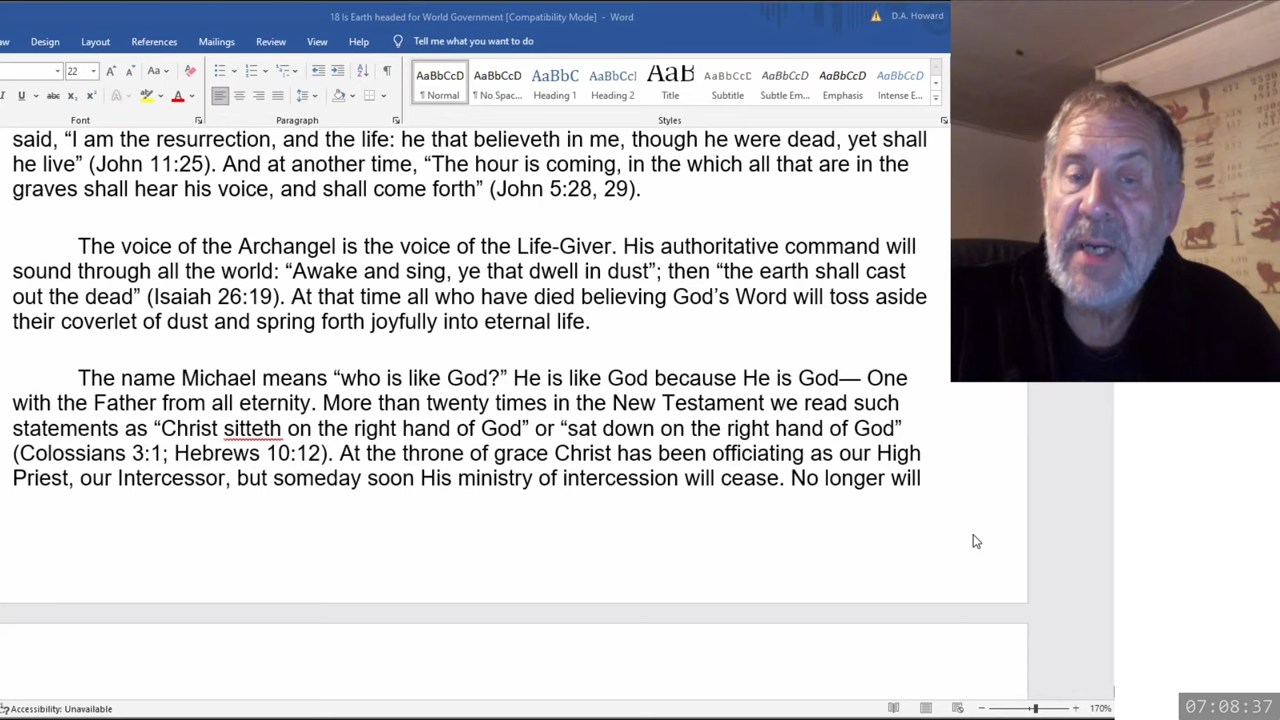 18 Is Earth headed for World Government [Compatibility Mode] - Word
D.A. Howard
aw Design Layout References Mailings Review View Help Tell me what you want to do
22 Aa
AaBbCcD AaBbCcD AaBbC AaBbCcI AaB AaBbCcD AaBbCcD AaBbCcD AaBbCcD
¶ Normal ¶ No Spac... Heading 1 Heading 2 Title Subtitle Subtle Em... Emphasis Intense E...
Font Paragraph Styles
said, “I am the resurrection, and the life: he that believeth in me, though he were dead, yet shall
he live” (John 11:25). And at another time, “The hour is coming, in the which all that are in the
graves shall hear his voice, and shall come forth” (John 5:28, 29).
The voice of the Archangel is the voice of the Life-Giver. His authoritative command will
sound through all the world: “Awake and sing, ye that dwell in dust”; then “the earth shall cast
out the dead” (Isaiah 26:19). At that time all who have died believing God’s Word will toss aside
their coverlet of dust and spring forth joyfully into eternal life.
The name Michael means “who is like God?” He is like God because He is God— One
with the Father from all eternity. More than twenty times in the New Testament we read such
statements as “Christ sitteth on the right hand of God” or “sat down on the right hand of God”
(Colossians 3:1; Hebrews 10:12). At the throne of grace Christ has been officiating as our High
Priest, our Intercessor, but someday soon His ministry of intercession will cease. No longer will
Accessibility: Unavailable
170%
07:08:37